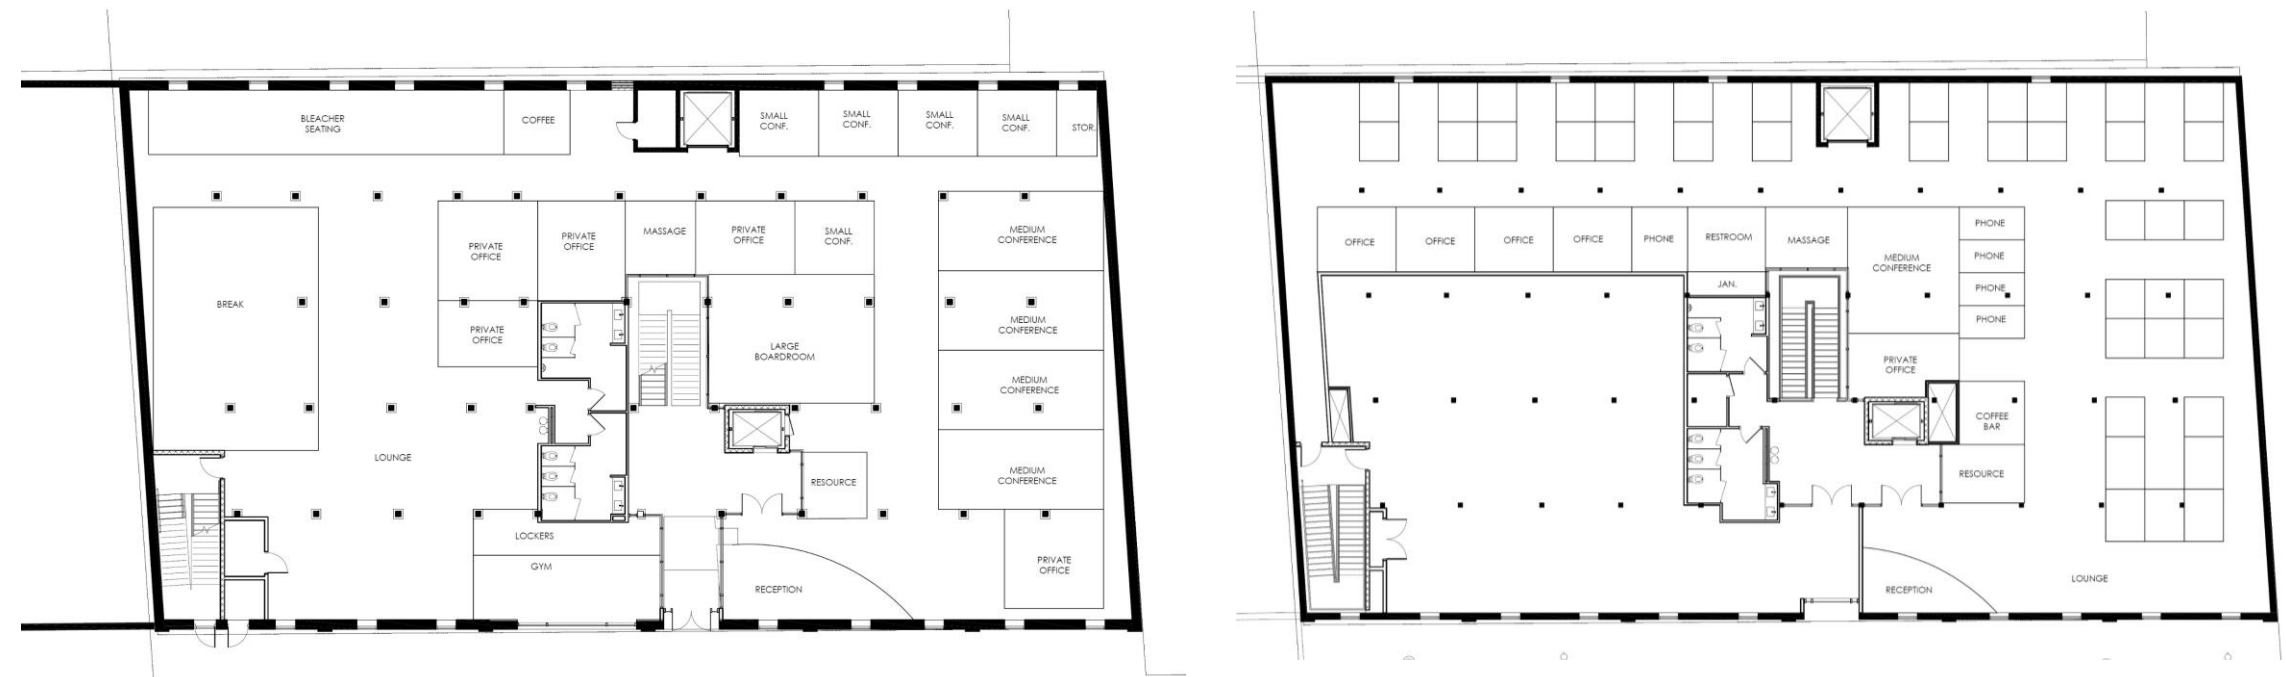 BLEACHER
SEATING
COFFEE
SMALL
CONF.
SMALL
CONF.
SMALL
CONF.
SMALL
CONF.
STOR.
PRIVATE
OFFICE
PRIVATE
OFFICE
MASSAGE
PRIVATE
OFFICE
SMALL
CONF.
MEDIUM
CONFERENCE
BREAK
PRIVATE
OFFICE
LARGE
BOARDROOM
MEDIUM
CONFERENCE
MEDIUM
CONFERENCE
LOUNGE
RESOURCE
MEDIUM
CONFERENCE
LOCKERS
GYM
RECEPTION
PRIVATE
OFFICE
OFFICE
OFFICE
OFFICE
OFFICE
PHONE
RESTROOM
MASSAGE
MEDIUM
CONFERENCE
PHONE
PHONE
PHONE
PHONE
JAN.
PRIVATE
OFFICE
COFFEE
BAR
RESOURCE
RECEPTION
LOUNGE